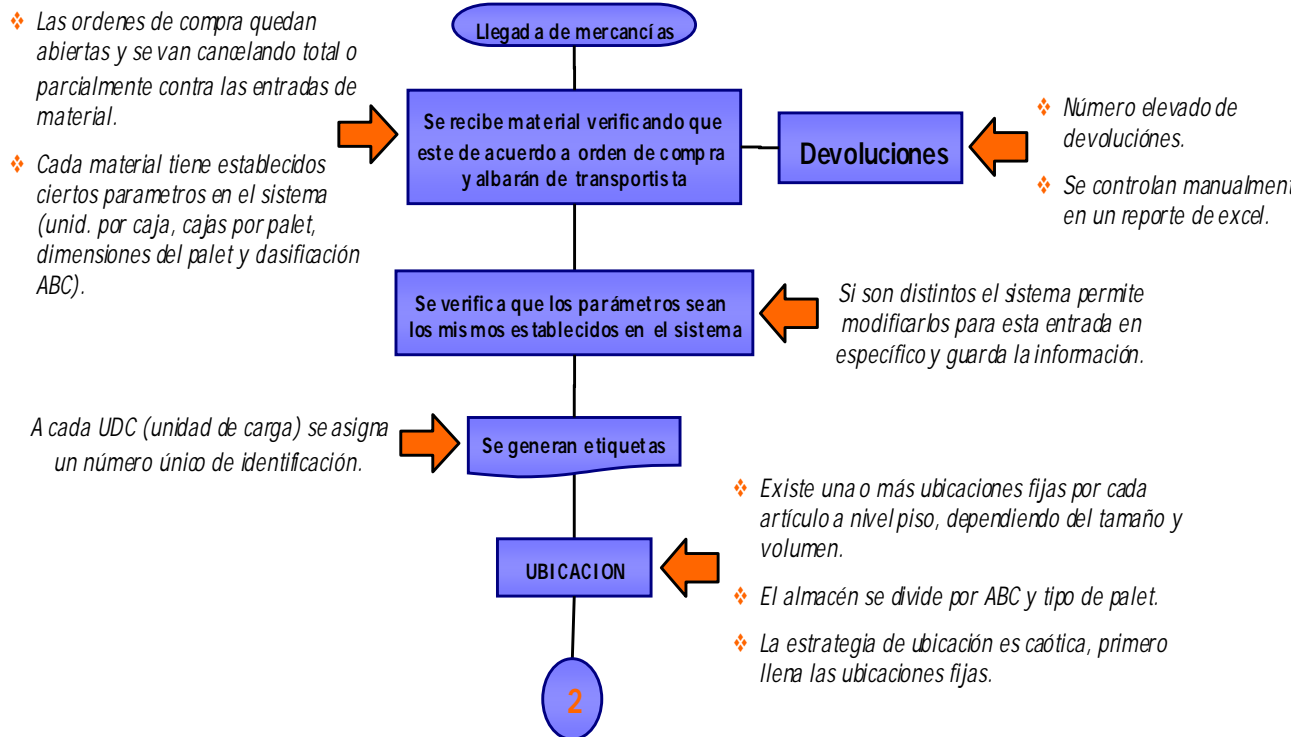 ❖ Las ordenes de compra quedan
abiertas y se van cancelando total o
parcialmente contra las entradas de
material.
❖ Cada material tiene establecidos
ciertos parametros en el sistema
(unid. por caja, cajas por palet,
dimensiones del palet y clasificación
ABC).
Llegada de mercancías
Se recibe material verificando que
este de acuerdo a orden de compra
y albarán de transportista
Devoluciones
❖ Número elevado de
devoluciónes.
❖ Se controlan manualment
en un reporte de excel.
Se verifica que los parámetros sean
los mismos establecidos en el sistema
Si son distintos el sistema permite
modificarlos para esta entrada en
específico y guarda la información.
A cada UDC (unidad de carga) se asigna
un número único de identificación.
Se generan etiquetas
UBICACION
❖ Existe una o más ubicaciones fijas por cada
artículo a nivel piso, dependiendo del tamaño y
volumen.
❖ El almacén se divide por ABC y tipo de palet.
❖ La estrategia de ubicación es caótica, primero
llena las ubicaciones fijas.
2